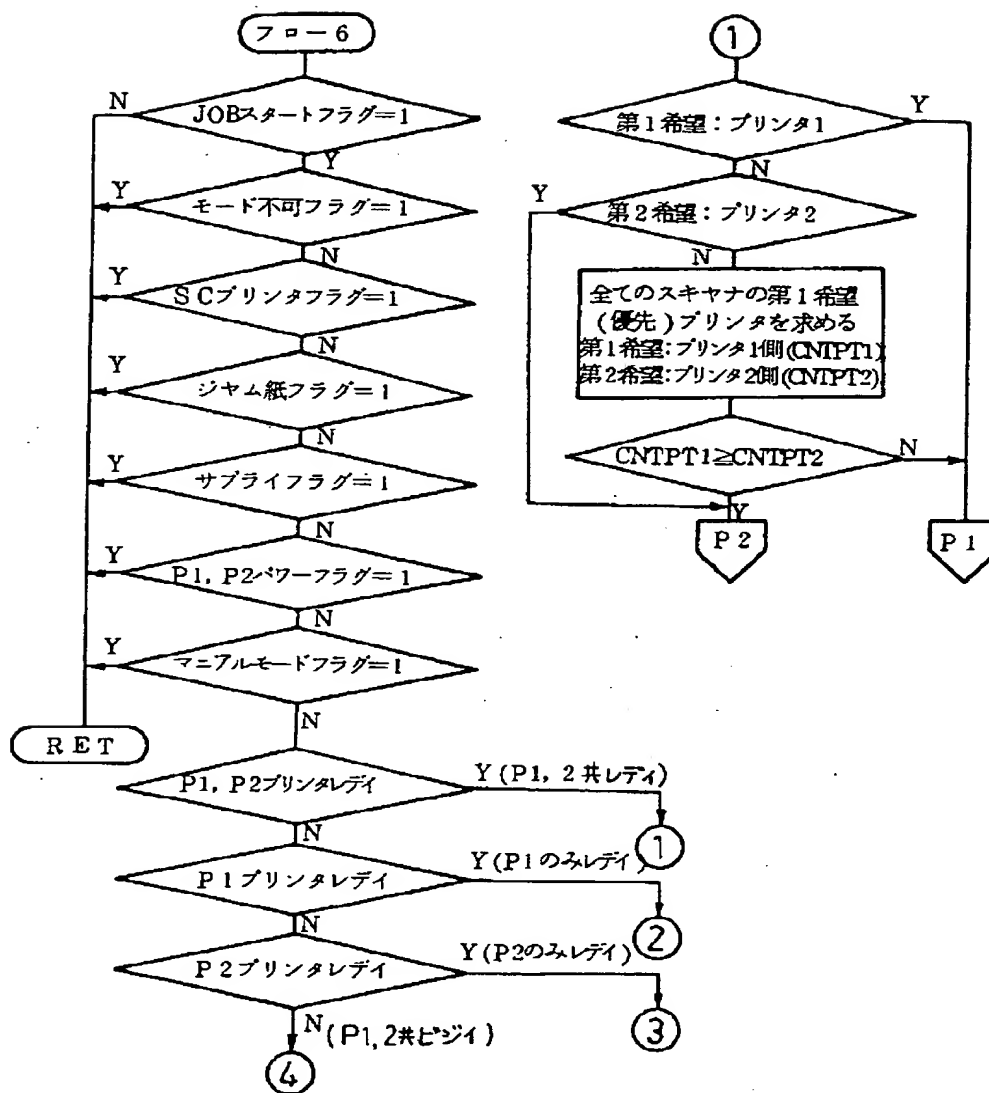 フロー6
N
JOBスタートフラグ=1
Y
Y
モード不可フラグ=1
N
Y
SCプリンタフラグ=1
N
Y
ジヤム紙フラグ=1
N
Y
サプライフラグ=1
N
Y
P1, P2パワーフラグ=1
N
Y
マニアルモードフラグ=1
N
RET
P1, P2プリンタレデイ
Y(P1, 2共レデイ)
①
N
P1プリンタレデイ
Y(P1のみレデイ)
②
N
P2プリンタレデイ
Y(P2のみレデイ)
③
N
(P1,2共ビジイ)
④
①
第1希望:プリンタ1
Y
N
Y
第2希望:プリンタ2
N
全てのスキヤナの第1希望
(優先)プリンタを求める
第1希望:プリンタ1側(CNTPT1)
第2希望:プリンタ2側(CNTPT2)
CNTPT1≧CNTPT2
N
Y
P2
P1